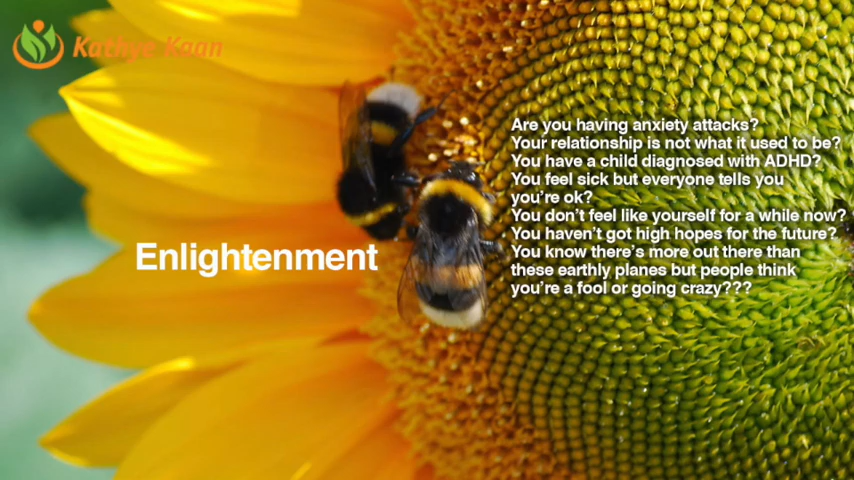 Kathye Kaan
Enlightenment
Are you having anxiety attacks?
Your relationship is not what it used to be?
You have a child diagnosed with ADHD?
You feel sick but everyone tells you
you're ok?
You don't feel like yourself for a while now?
You haven't got high hopes for the future?
You know there's more out there than
these earthly planes but people think
you're a fool or going crazy???